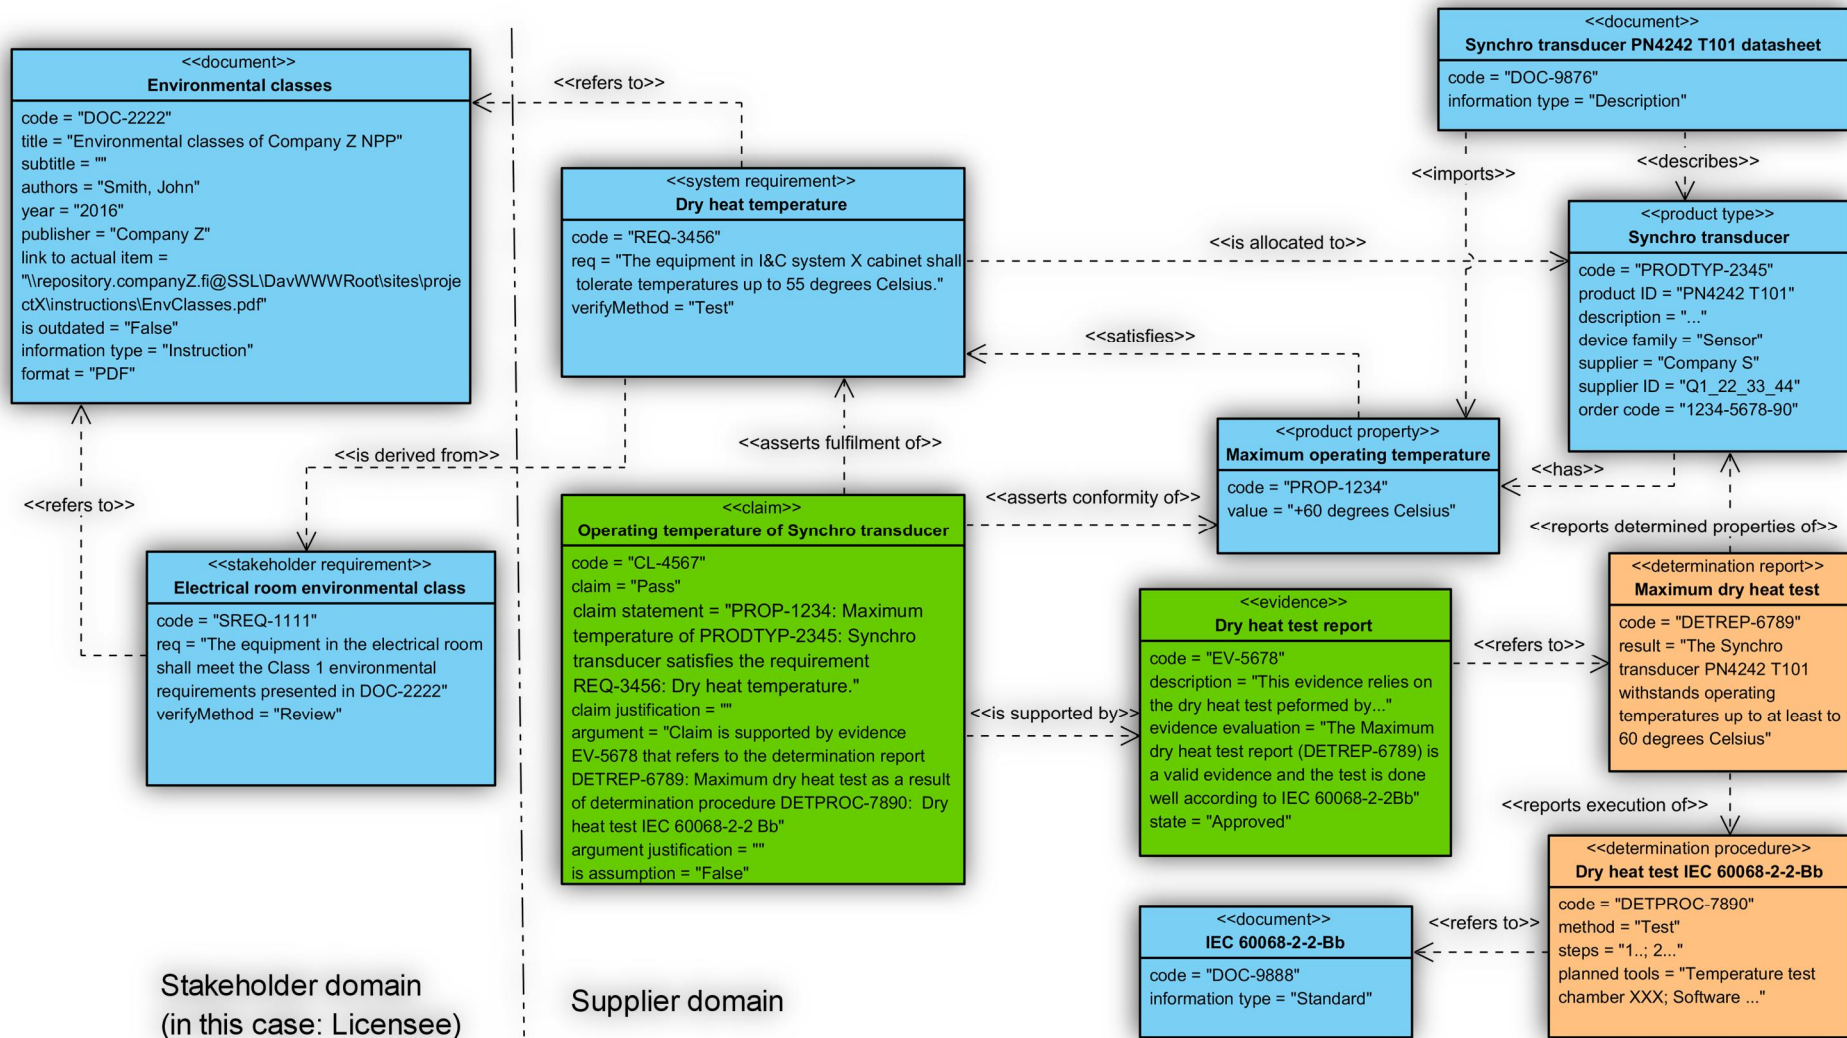 <<document>>
Environmental classes
code = "DOC-2222"
title = "Environmental classes of Company Z NPP"
subtitle = ""
authors = "Smith, John"
year = "2016"
publisher = "Company Z"
link to actual item =
"\\repository.companyZ.fi@SSL\DavWWWRoot\sites\proje
ctX\instructions\EnvClasses.pdf"
is outdated = "False"
information type = "Instruction"
format = "PDF"
<<refers to>>
<<system requirement>>
Dry heat temperature
code = "REQ-3456"
req = "The equipment in I&C system X cabinet shall
tolerate temperatures up to 55 degrees Celsius."
verifyMethod = "Test"
<<document>>
Synchro transducer PN4242 T101 datasheet
code = "DOC-9876"
information type = "Description"
<<imports>>
<<describes>>
<<is allocated to>>
<<product type>>
Synchro transducer
code = "PRODTYP-2345"
product ID = "PN4242 T101"
description = "..."
device family = "Sensor"
supplier = "Company S"
supplier ID = "Q1_22_33_44"
order code = "1234-5678-90"
<<satisfies>>
<<product property>>
Maximum operating temperature
code = "PROP-1234"
value = "+60 degrees Celsius"
<<has>>
<<is derived from>>
<<asserts fulfilment of>>
<<asserts conformity of>>
<<refers to>>
<<stakeholder requirement>>
Electrical room environmental class
code = "SREQ-1111"
req = "The equipment in the electrical room
shall meet the Class 1 environmental
requirements presented in DOC-2222"
verifyMethod = "Review"
<<claim>>
Operating temperature of Synchro transducer
code = "CL-4567"
claim = "Pass"
claim statement = "PROP-1234: Maximum
temperature of PRODTYP-2345: Synchro
transducer satisfies the requirement
REQ-3456: Dry heat temperature."
claim justification = ""
argument = "Claim is supported by evidence
EV-5678 that refers to the determination report
DETREP-6789: Maximum dry heat test as a result
of determination procedure DETPROC-7890:  Dry
heat test IEC 60068-2-2 Bb"
argument justification = ""
is assumption = "False"
<<is supported by>>
<<evidence>>
Dry heat test report
code = "EV-5678"
description = "This evidence relies on
the dry heat test peformed by..."
evidence evaluation = "The Maximum
dry heat test report (DETREP-6789) is
a valid evidence and the test is done
well according to IEC 60068-2-2Bb"
state = "Approved"
<<refers to>>
<<reports determined properties of>>
<<determination report>>
Maximum dry heat test
code = "DETREP-6789"
result = "The Synchro
transducer PN4242 T101
withstands operating
temperatures up to at least to
60 degrees Celsius"
<<reports execution of>>
<<determination procedure>>
Dry heat test IEC 60068-2-2-Bb
code = "DETPROC-7890"
method = "Test"
steps = "1..; 2..."
planned tools = "Temperature test
chamber XXX; Software ..."
<<refers to>>
<<document>>
IEC 60068-2-2-Bb
code = "DOC-9888"
information type = "Standard"
Stakeholder domain
(in this case: Licensee)
Supplier domain